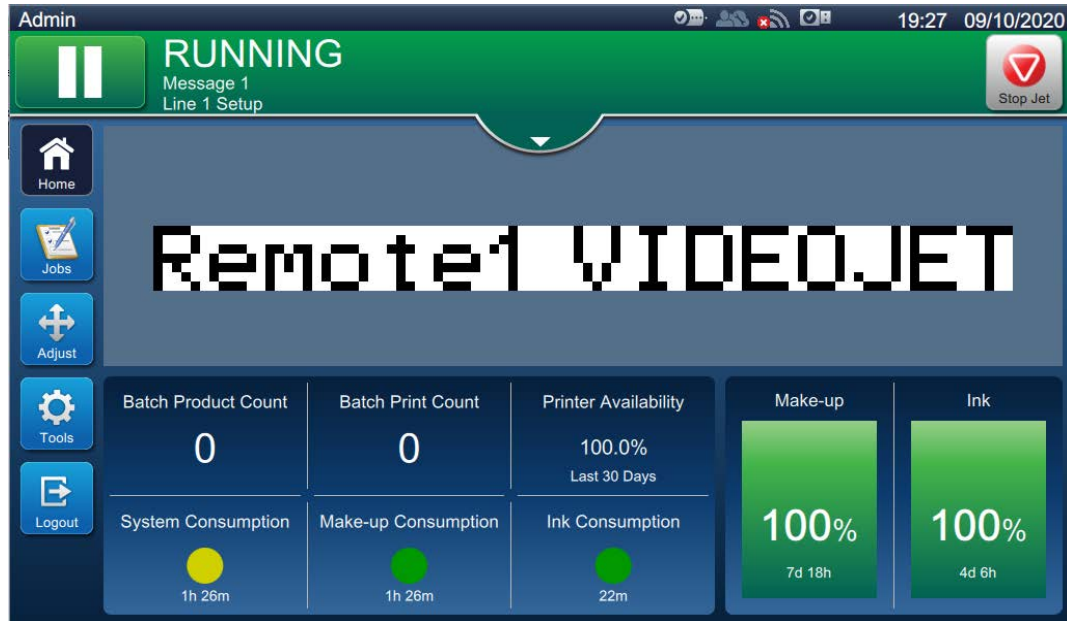 Admin 19:27 09/10/2020
RUNNING
Message 1
Line 1 Setup
Stop Jet
Home
Jobs
Adjust
Tools
Logout
Remote1 VIDEOJET
Batch Product Count
0
Batch Print Count
0
Printer Availability
100.0%
Last 30 Days
System Consumption
1h 26m
Make-up Consumption
1h 26m
Ink Consumption
22m
Make-up
100%
7d 18h
Ink
100%
4d 6h